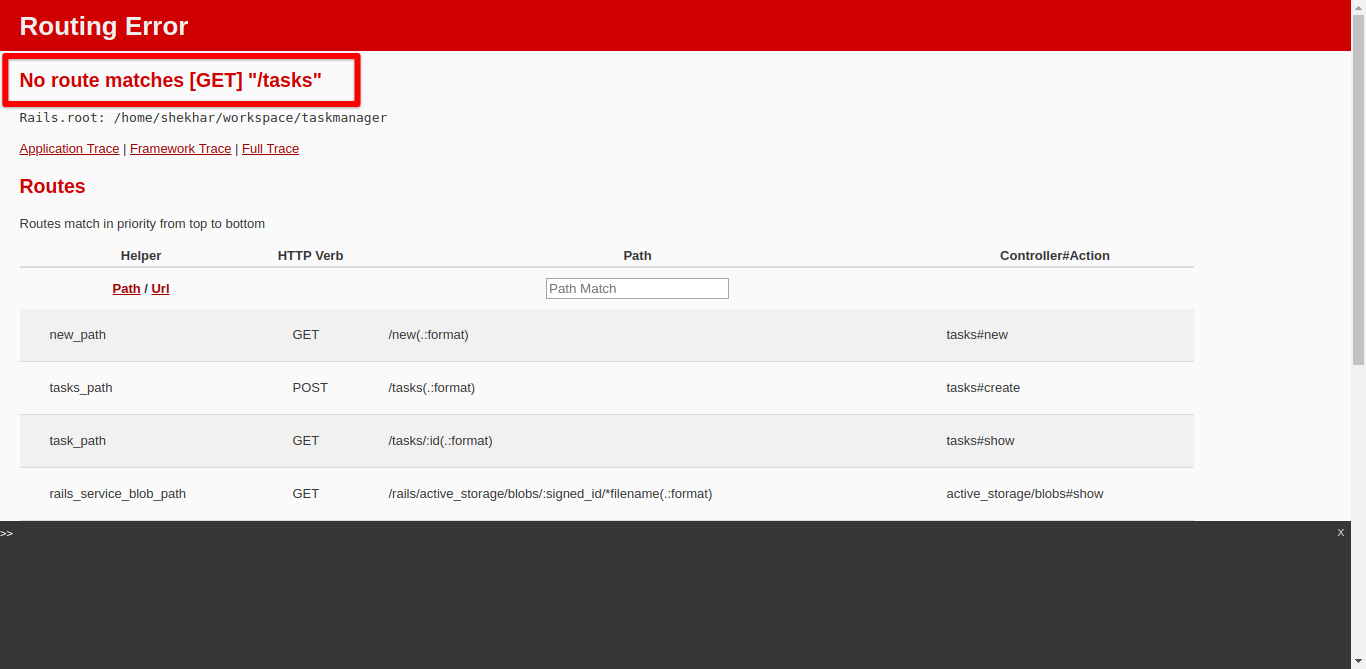 Routing Error
No route matches [GET] "/tasks"
Rails.root: /home/shekhar/workspace/taskmanager
Application Trace | Framework Trace | Full Trace
Routes
Routes match in priority from top to bottom
Helper HTTP Verb Path Controller#Action
Path / Url Path Match
new_path GET /new(.:format) tasks#new
tasks_path POST /tasks(.:format) tasks#create
task_path GET /tasks/:id(.:format) tasks#show
rails_service_blob_path GET /rails/active_storage/blobs/:signed_id/*filename(.:format) active_storage/blobs#show
>> x